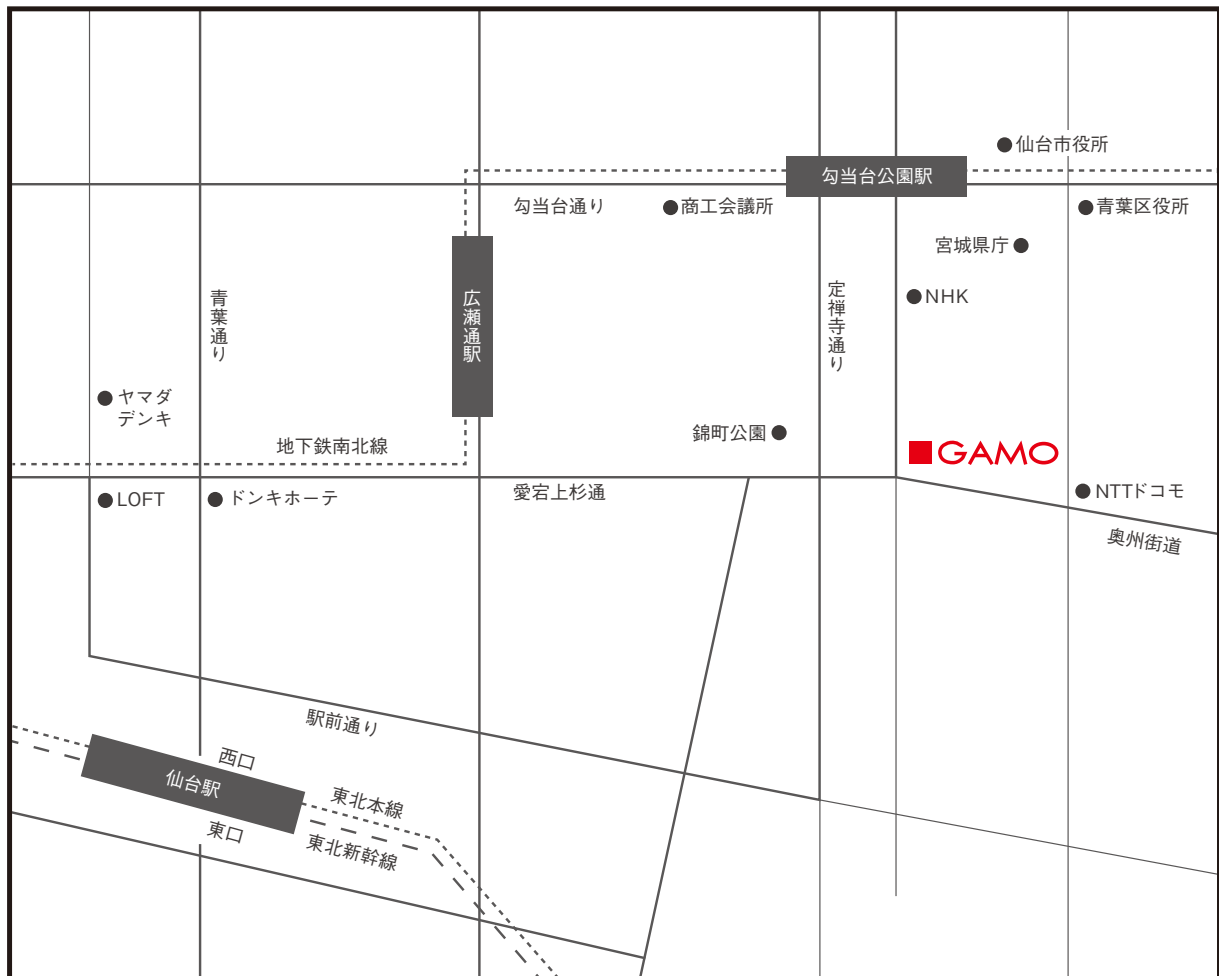 仙台市役所
勾当台公園駅
勾当台通り
商工会議所
青葉区役所
宮城県庁
青葉通り
広瀬通駅
定禅寺通り
NHK
ヤマダ
デンキ
錦町公園
地下鉄南北線
GAMO
LOFT
ドンキホーテ
愛宕上杉通
NTTドコモ
奥州街道
駅前通り
西口
仙台駅
東北本線
東口
東北新幹線